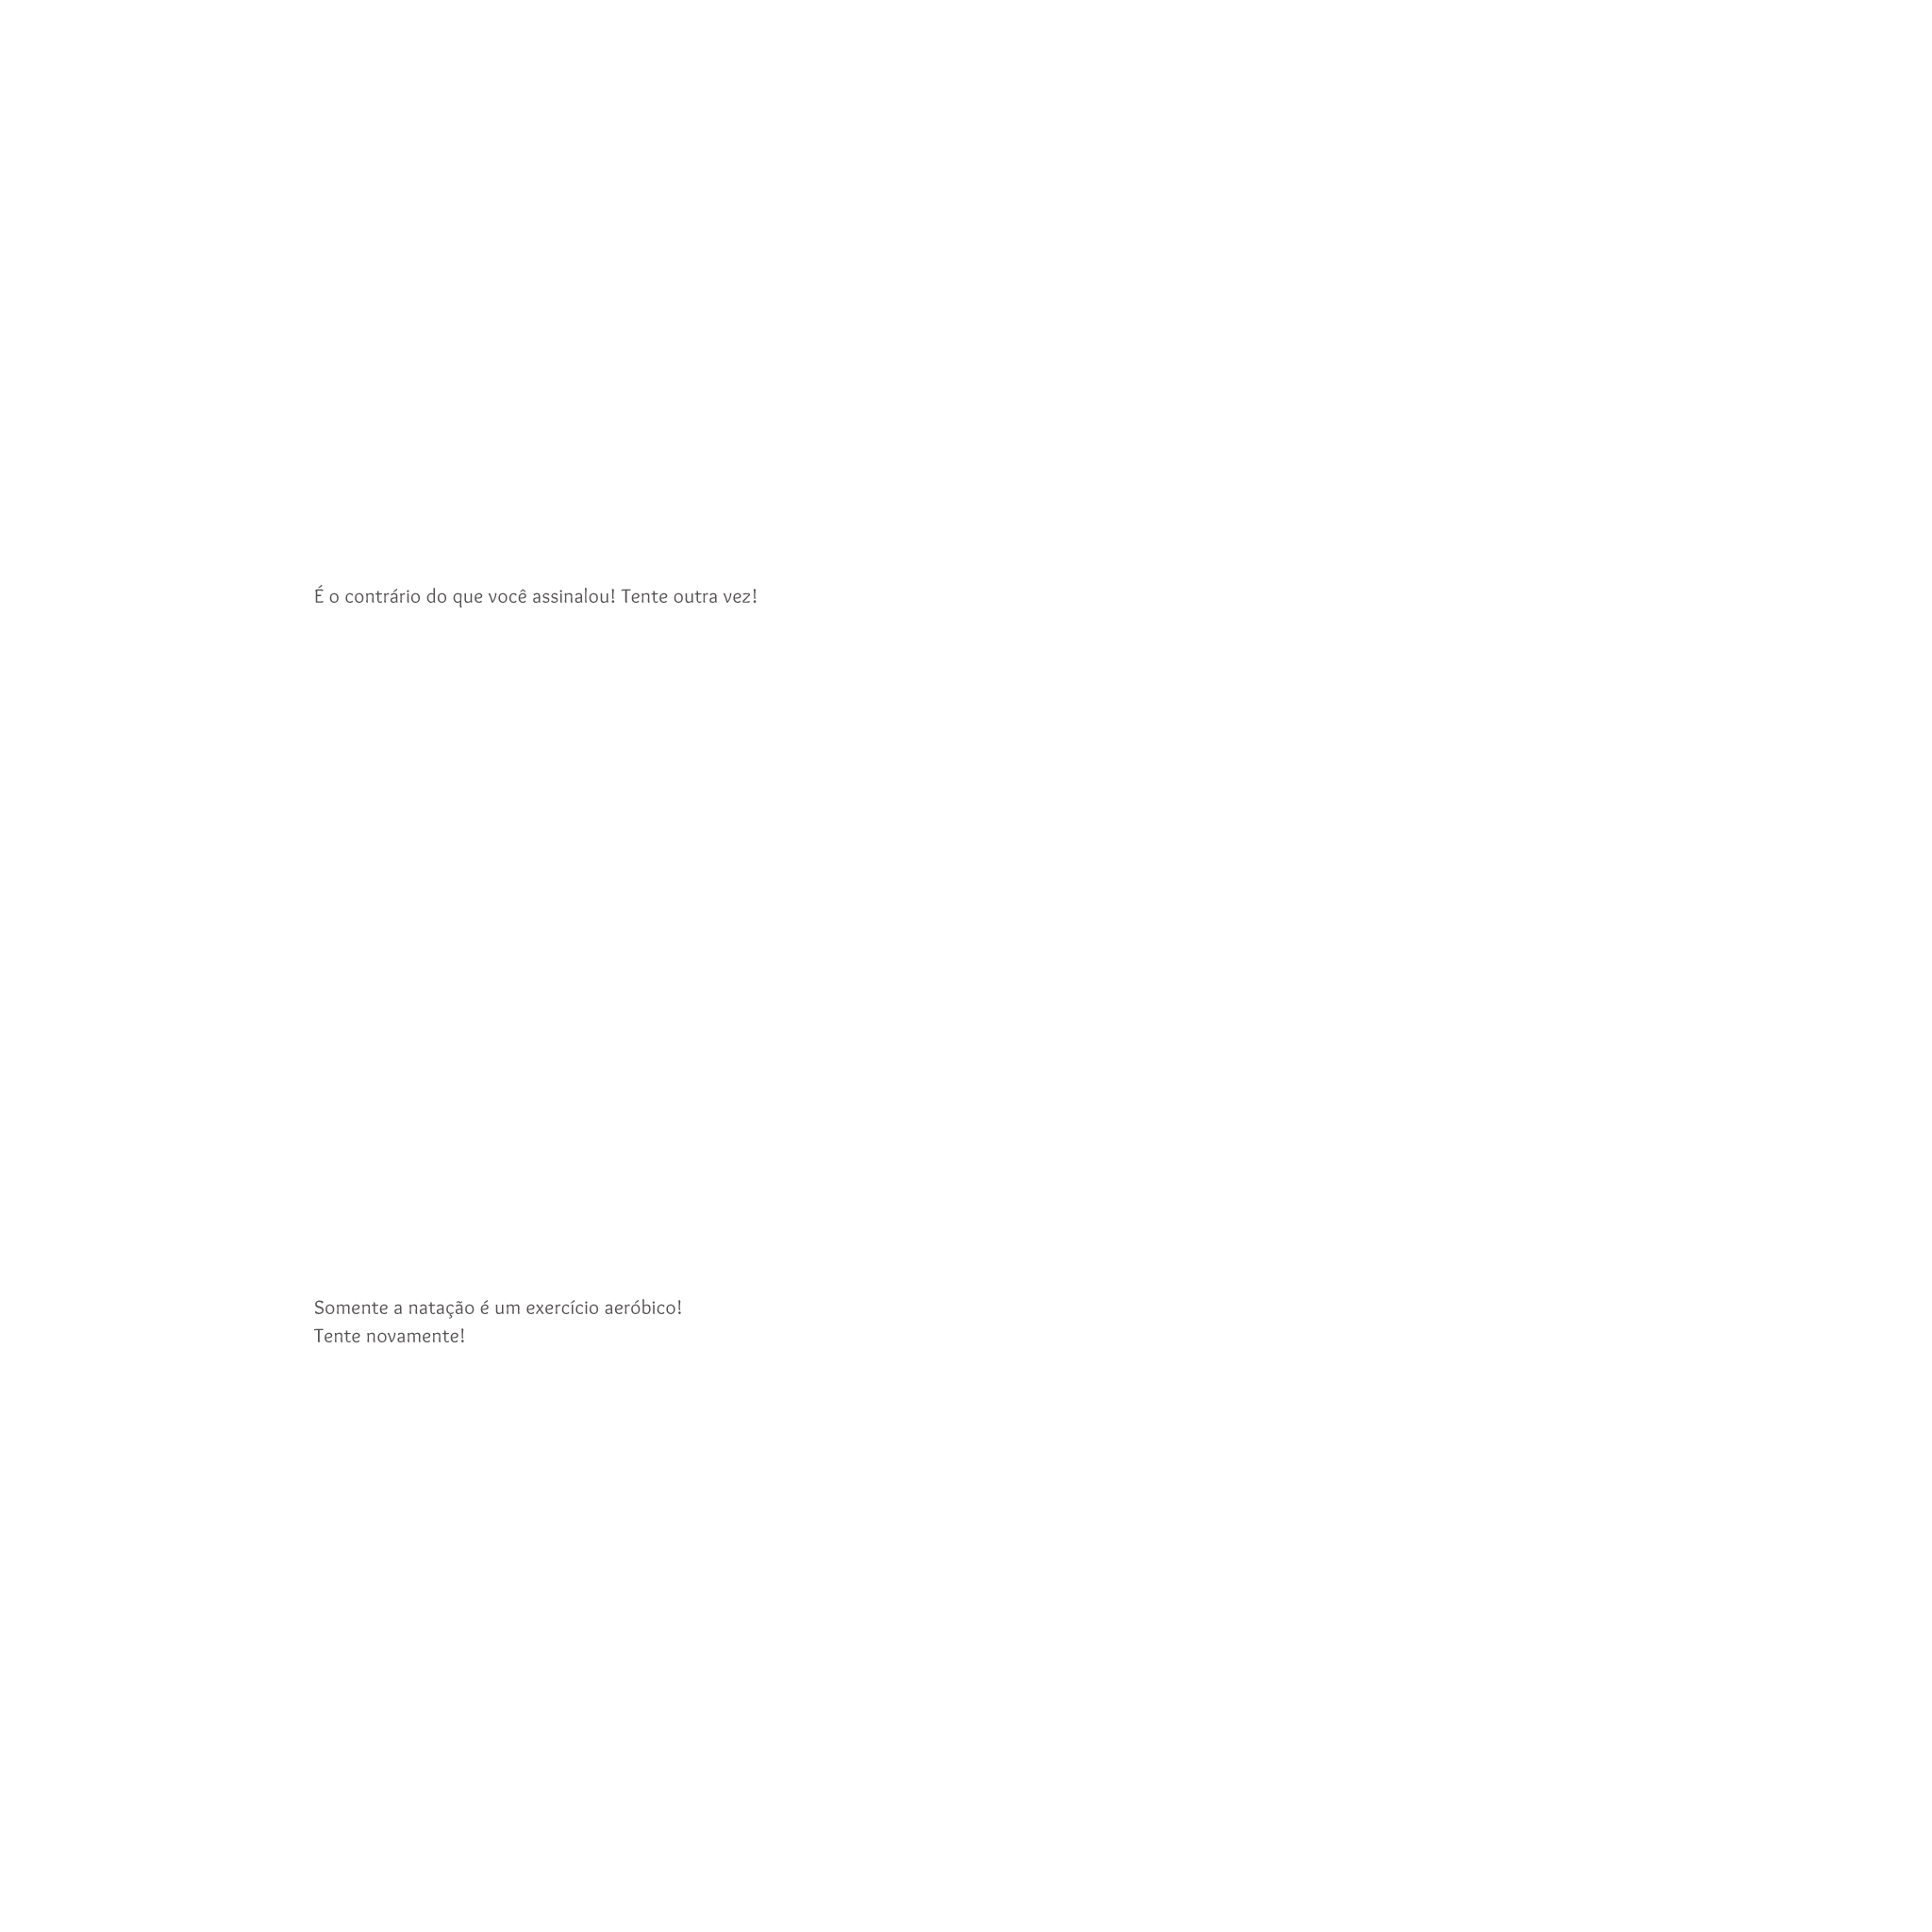 É o contrário do que você assinalou! Tente outra vez!
Somente a natação é um exercício aeróbico!
Tente novamente!